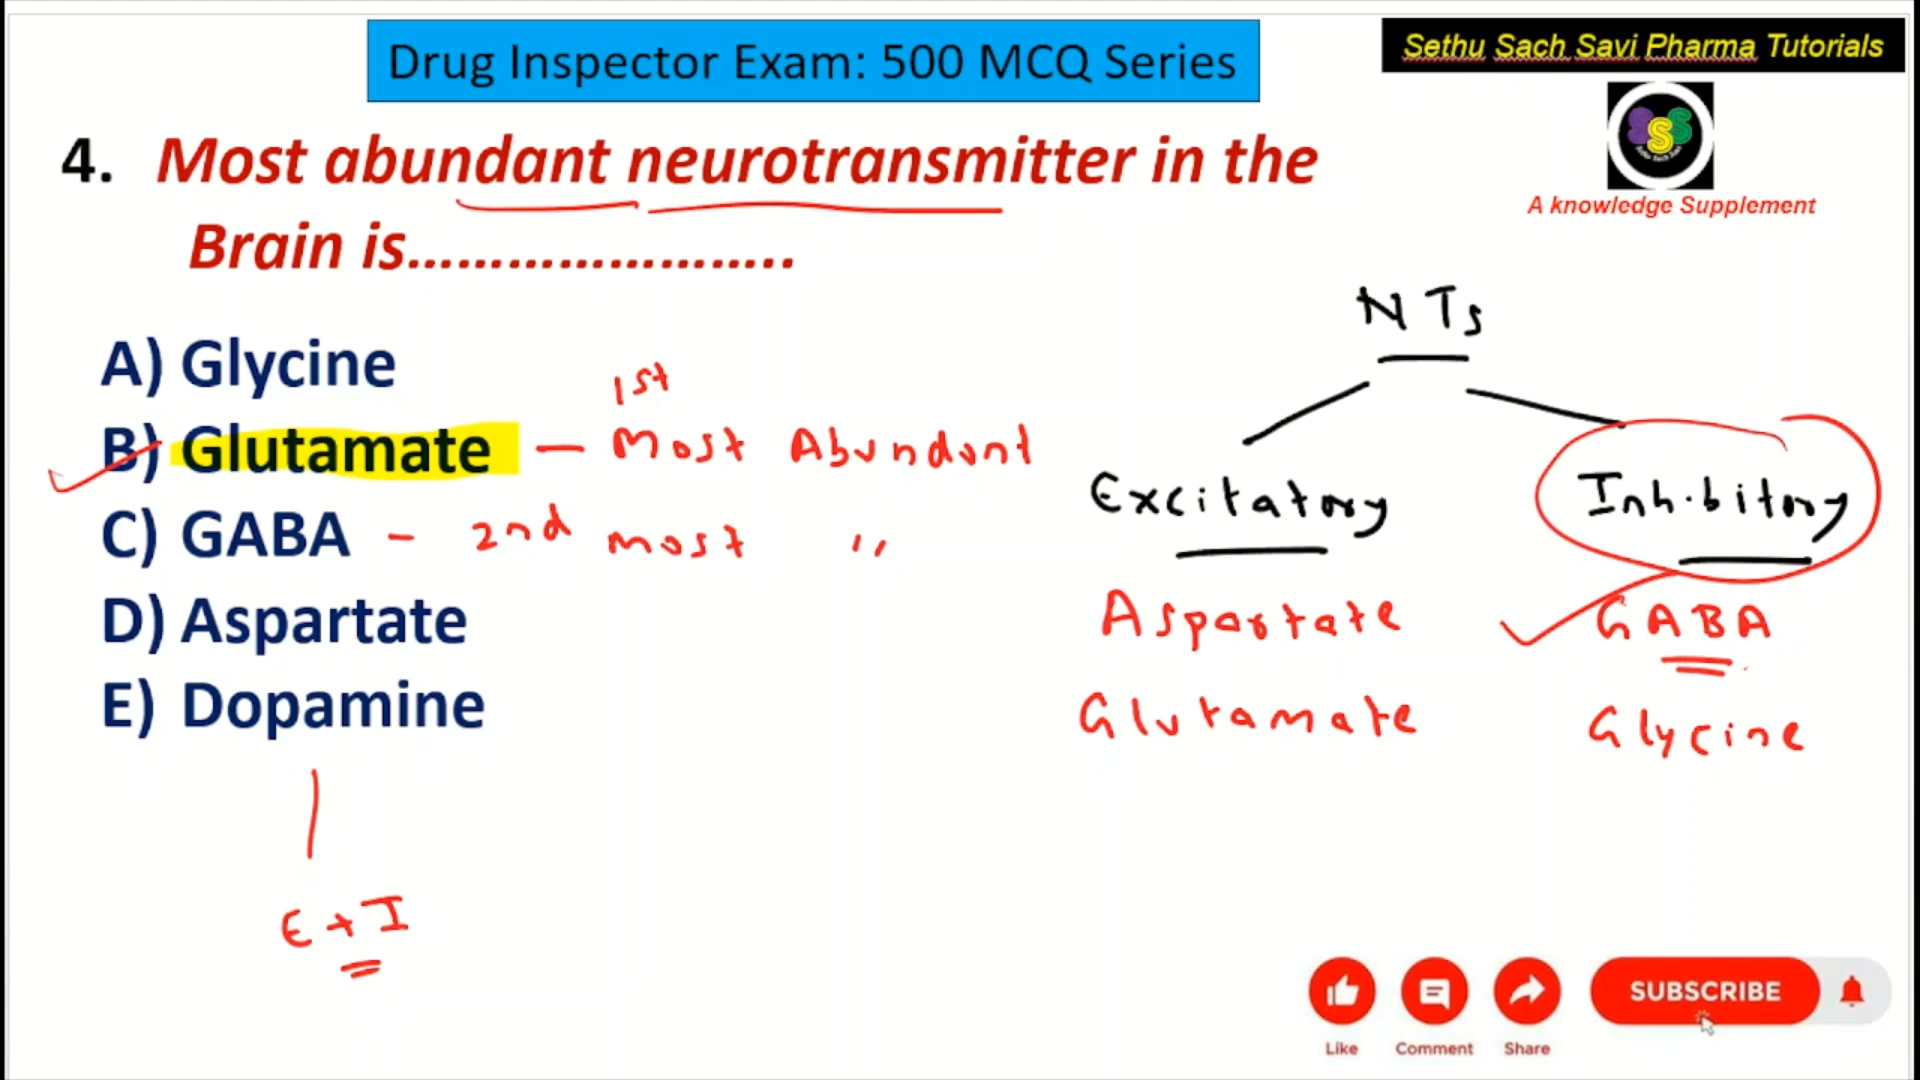 Drug Inspector Exam: 500 MCQ Series
Sethu Sach Savi Pharma Tutorials
SSS
A knowledge Supplement
4. Most abundant neurotransmitter in the
Brain is.......................
NTs
A) Glycine
1st
B) Glutamate – Most Abundant
Excitatory
Inhibitory
C) GABA – 2nd most "
D) Aspartate
Aspartate
GABA
E) Dopamine
Glutamate
Glycine
E + I
SUBSCRIBE
Like
Comment
Share